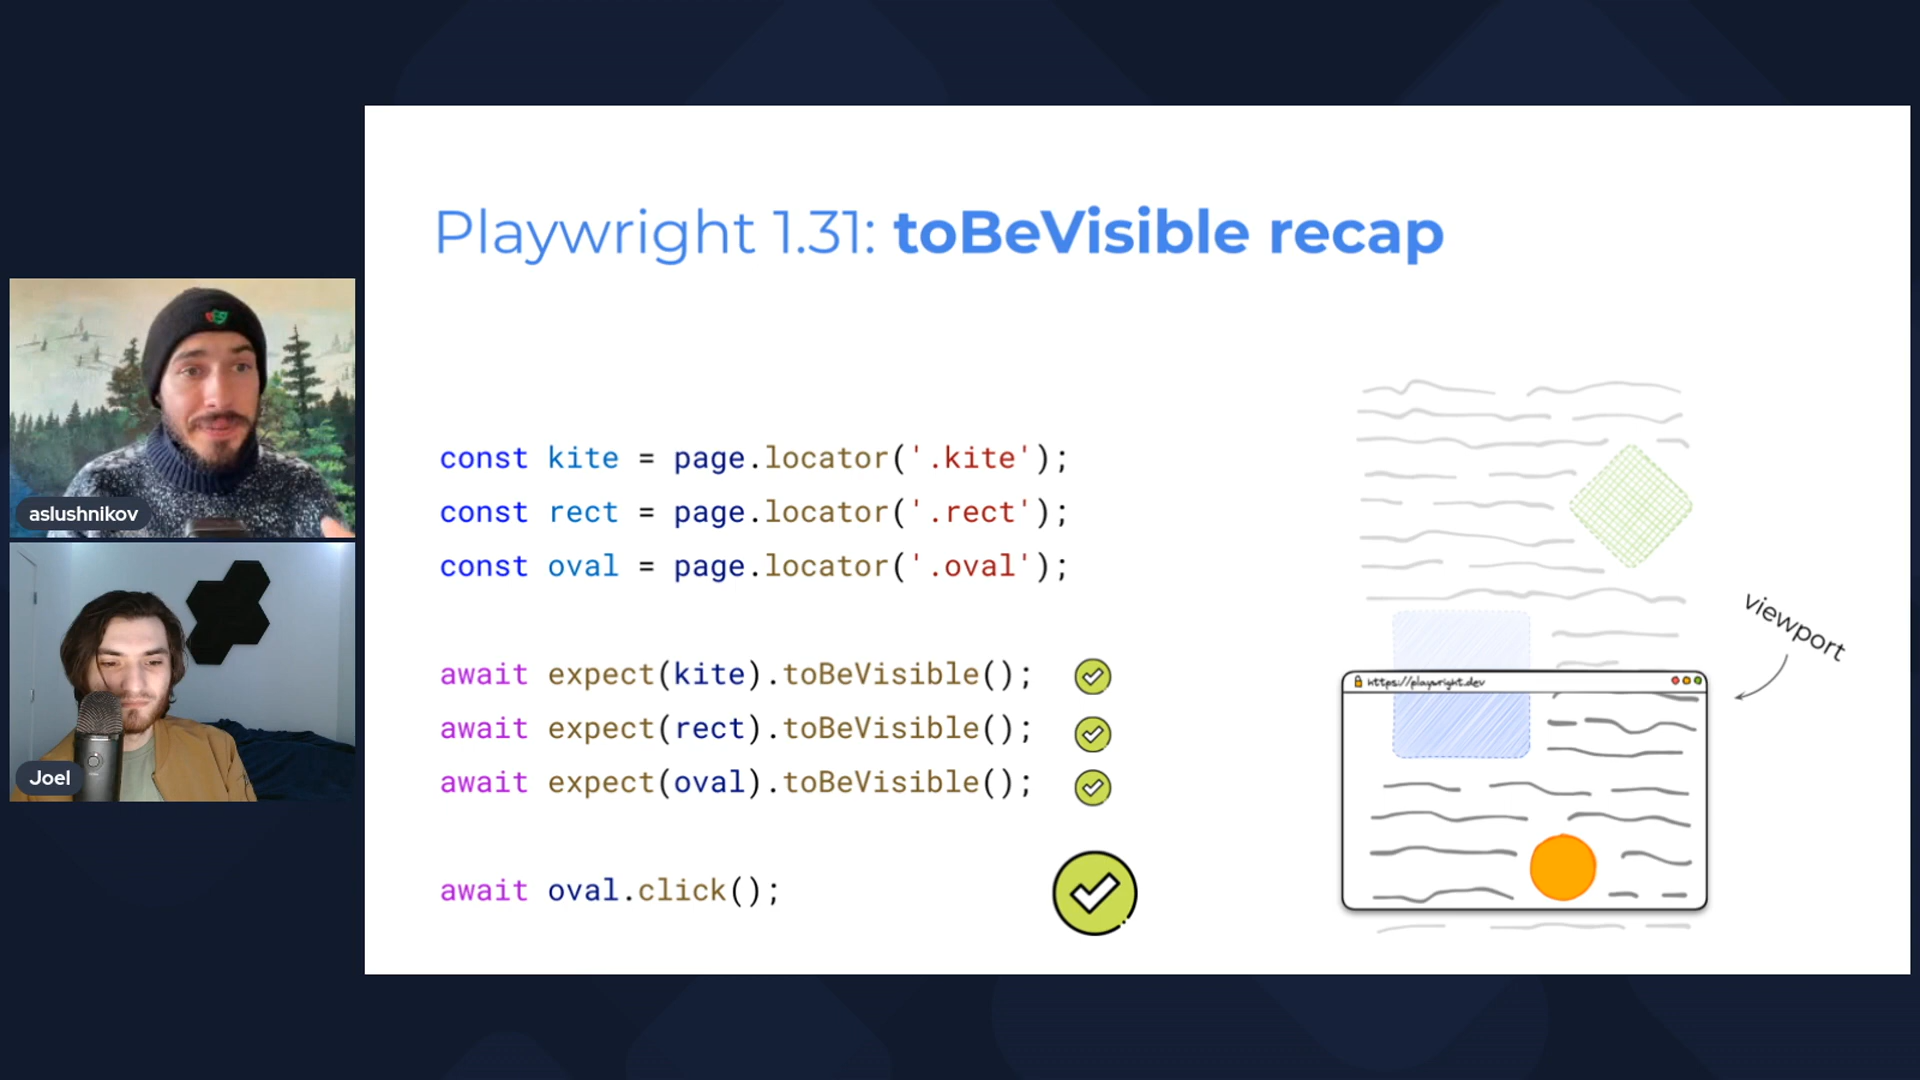 Playwright 1.31: toBeVisible recap
const kite = page.locator('.kite');
const rect = page.locator('.rect');
const oval = page.locator('.oval');
await expect(kite).toBeVisible();
await expect(rect).toBeVisible();
await expect(oval).toBeVisible();
await oval.click();
viewport
https://playwright.dev
aslushnikov
Joel